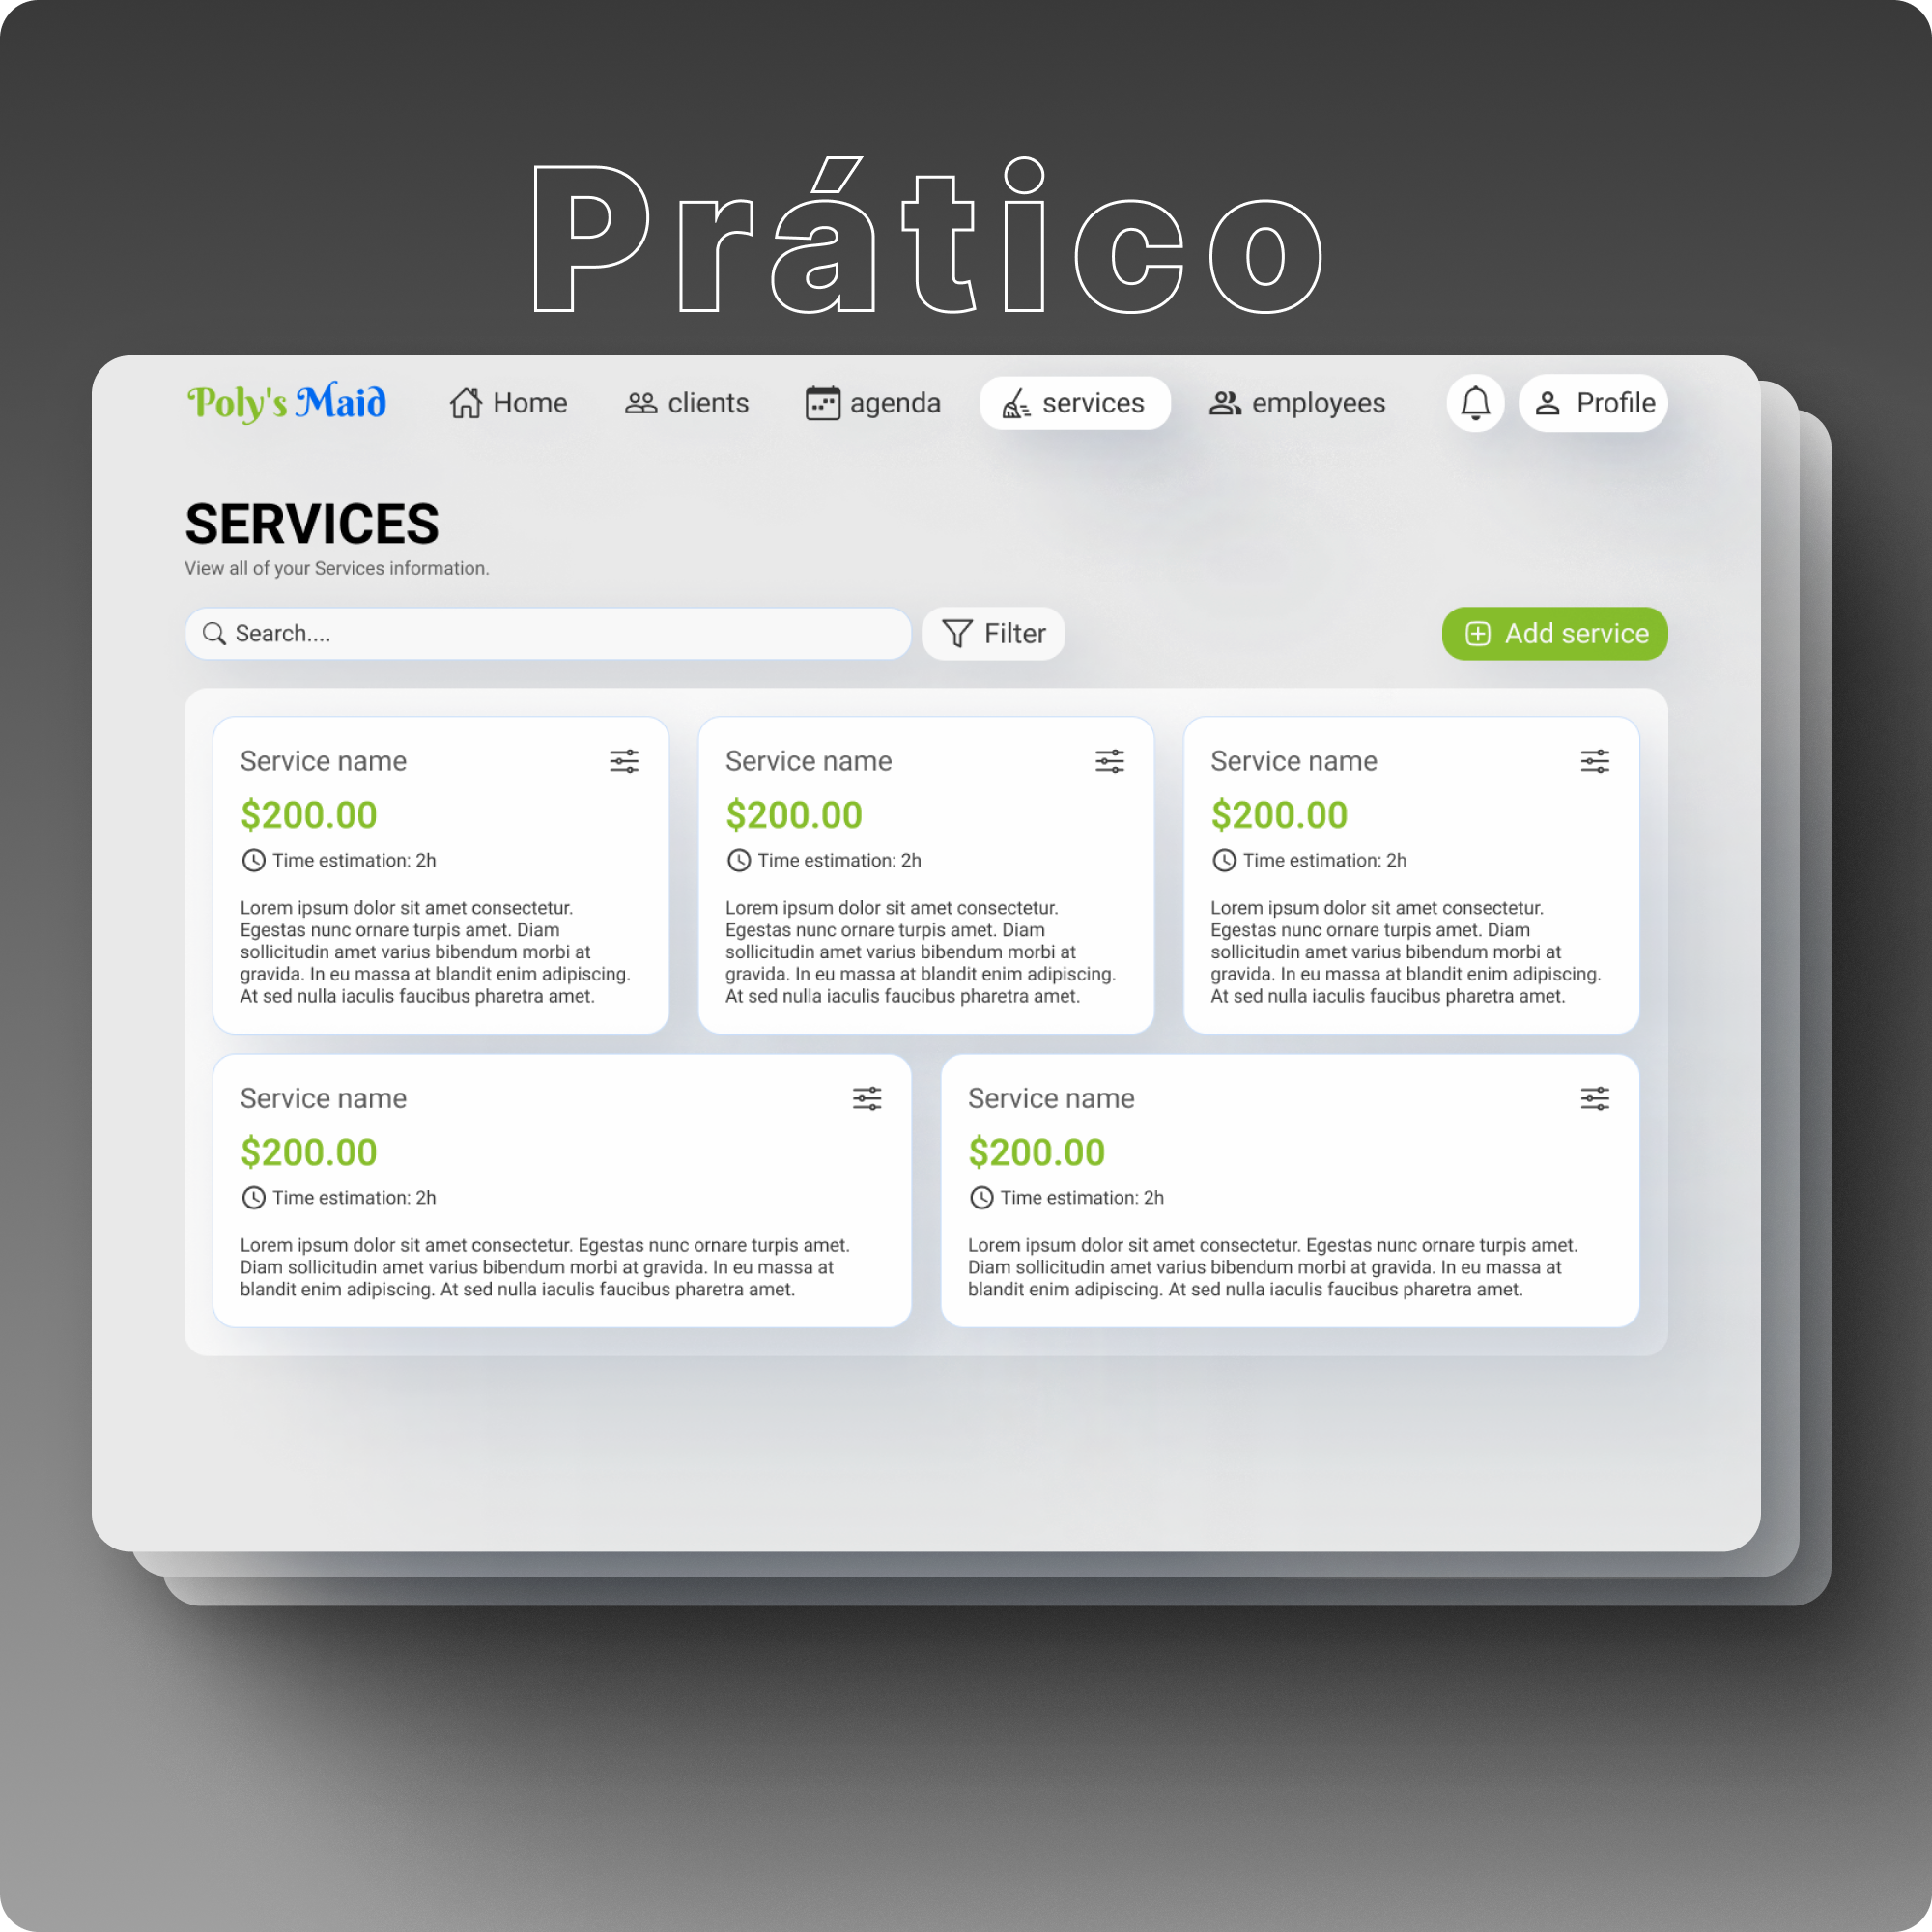 Prático
Poly's Maid
Home
clients
agenda
services
employees
Profile
SERVICES
View all of your Services information.
Search....
Filter
Add service
Service name
$200.00
Time estimation: 2h
Lorem ipsum dolor sit amet consectetur.
Egestas nunc ornare turpis amet. Diam
sollicitudin amet varius bibendum morbi at
gravida. In eu massa at blandit enim adipiscing.
At sed nulla iaculis faucibus pharetra amet.
Service name
$200.00
Time estimation: 2h
Lorem ipsum dolor sit amet consectetur.
Egestas nunc ornare turpis amet. Diam
sollicitudin amet varius bibendum morbi at
gravida. In eu massa at blandit enim adipiscing.
At sed nulla iaculis faucibus pharetra amet.
Service name
$200.00
Time estimation: 2h
Lorem ipsum dolor sit amet consectetur.
Egestas nunc ornare turpis amet. Diam
sollicitudin amet varius bibendum morbi at
gravida. In eu massa at blandit enim adipiscing.
At sed nulla iaculis faucibus pharetra amet.
Service name
$200.00
Time estimation: 2h
Lorem ipsum dolor sit amet consectetur. Egestas nunc ornare turpis amet.
Diam sollicitudin amet varius bibendum morbi at gravida. In eu massa at
blandit enim adipiscing. At sed nulla iaculis faucibus pharetra amet.
Service name
$200.00
Time estimation: 2h
Lorem ipsum dolor sit amet consectetur. Egestas nunc ornare turpis amet.
Diam sollicitudin amet varius bibendum morbi at gravida. In eu massa at
blandit enim adipiscing. At sed nulla iaculis faucibus pharetra amet.